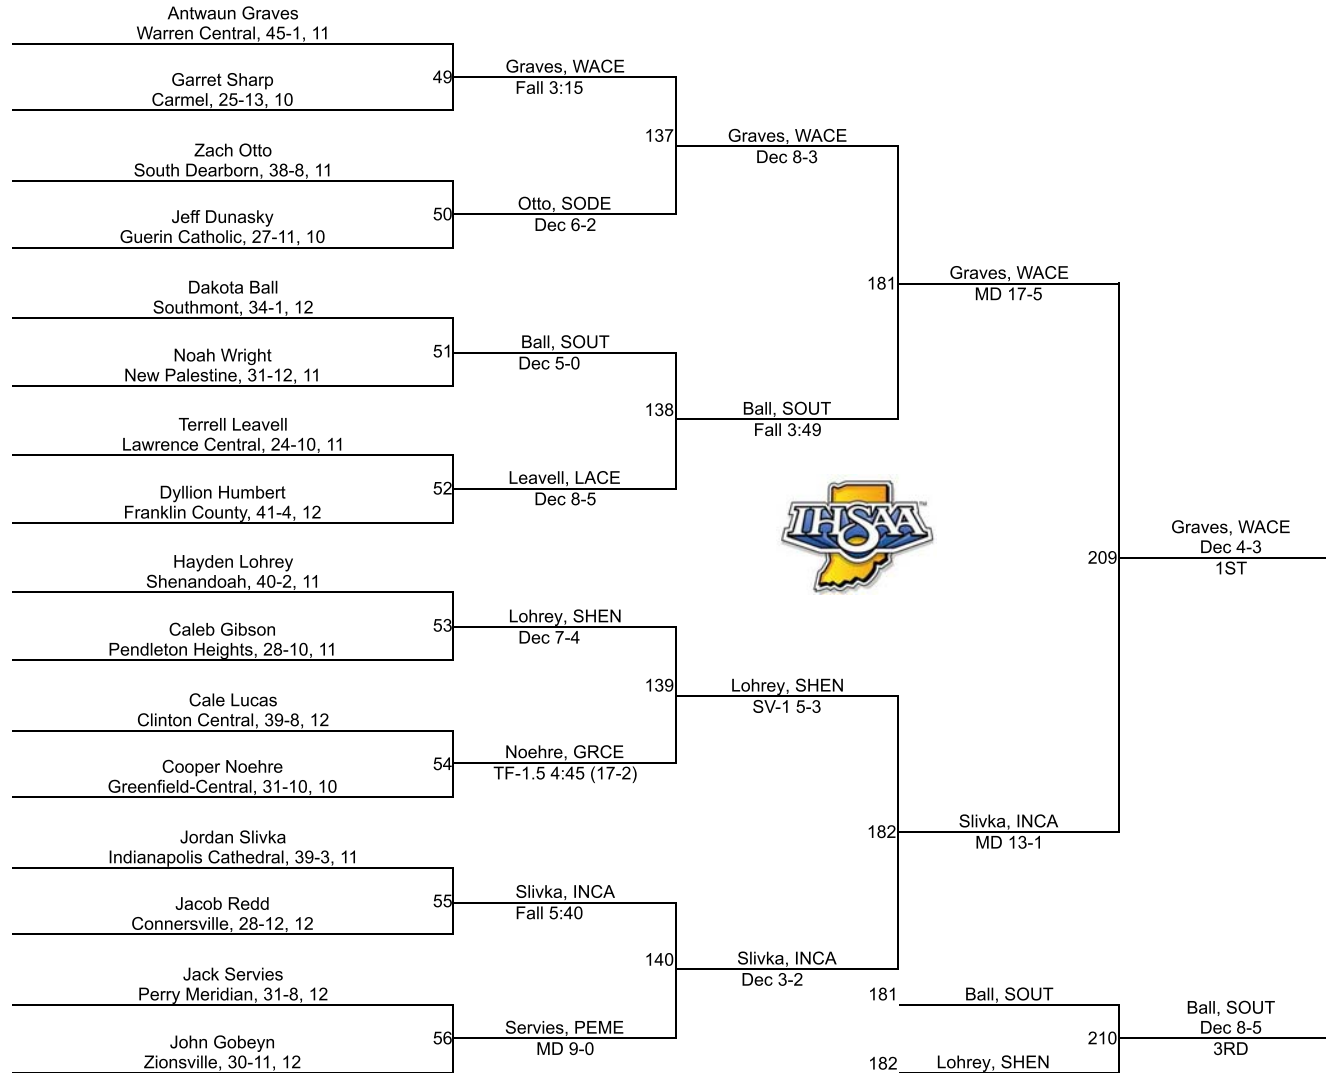 Antwaun Graves
Warren Central, 45-1, 11
49
Graves, WACE
Fall 3:15
Garret Sharp
Carmel, 25-13, 10
137
Graves, WACE
Dec 8-3
Zach Otto
South Dearborn, 38-8, 11
50
Otto, SODE
Dec 6-2
Jeff Dunasky
Guerin Catholic, 27-11, 10
181
Graves, WACE
MD 17-5
Dakota Ball
Southmont, 34-1, 12
51
Ball, SOUT
Dec 5-0
Noah Wright
New Palestine, 31-12, 11
138
Ball, SOUT
Fall 3:49
Terrell Leavell
Lawrence Central, 24-10, 11
52
Leavell, LACE
Dec 8-5
Dyllion Humbert
Franklin County, 41-4, 12
IHSAA
TM
209
Graves, WACE
Dec 4-3
1ST
Hayden Lohrey
Shenandoah, 40-2, 11
53
Lohrey, SHEN
Dec 7-4
Caleb Gibson
Pendleton Heights, 28-10, 11
139
Lohrey, SHEN
SV-1 5-3
Cale Lucas
Clinton Central, 39-8, 12
54
Noehre, GRCE
TF-1.5 4:45 (17-2)
Cooper Noehre
Greenfield-Central, 31-10, 10
182
Slivka, INCA
MD 13-1
Jordan Slivka
Indianapolis Cathedral, 39-3, 11
55
Slivka, INCA
Fall 5:40
Jacob Redd
Connersville, 28-12, 12
140
Slivka, INCA
Dec 3-2
Jack Servies
Perry Meridian, 31-8, 12
56
Servies, PEME
MD 9-0
John Gobeyn
Zionsville, 30-11, 12
181
Ball, SOUT
210
Ball, SOUT
Dec 8-5
3RD
182
Lohrey, SHEN